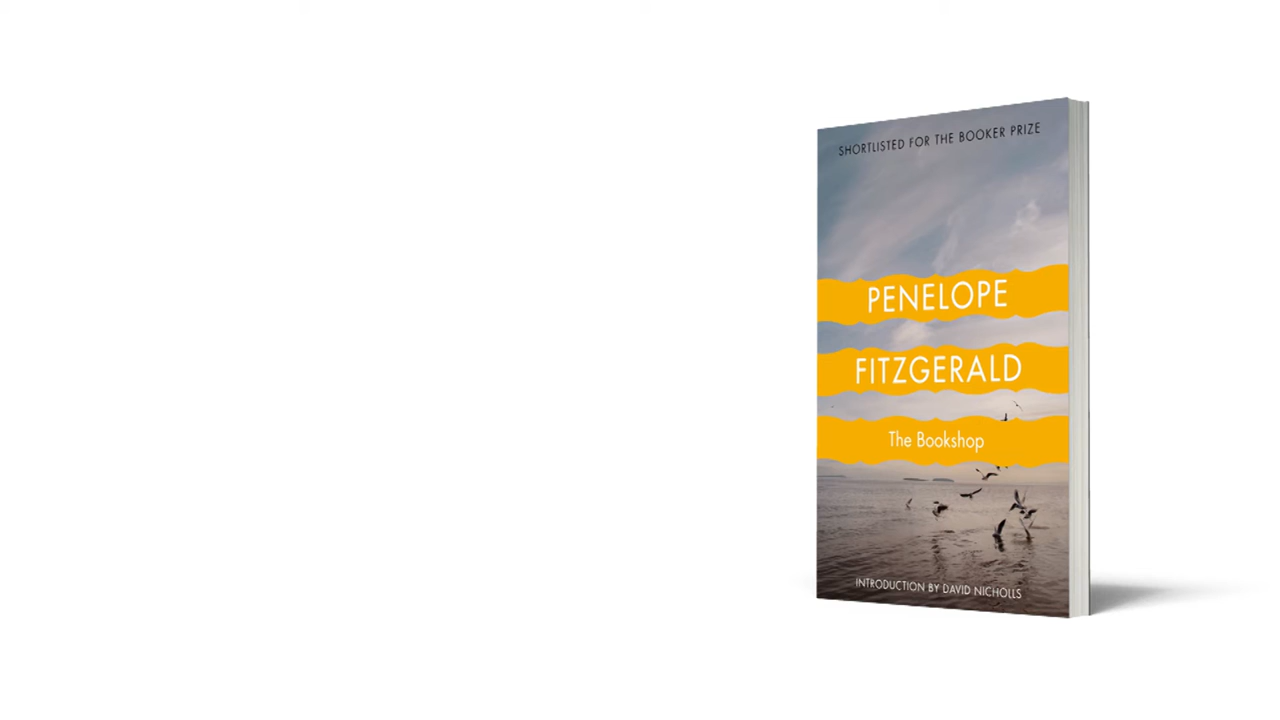 SHORTLISTED FOR THE BOOKER PRIZE
PENELOPE
FITZGERALD
The Bookshop
INTRODUCTION BY DAVID NICHOLLS